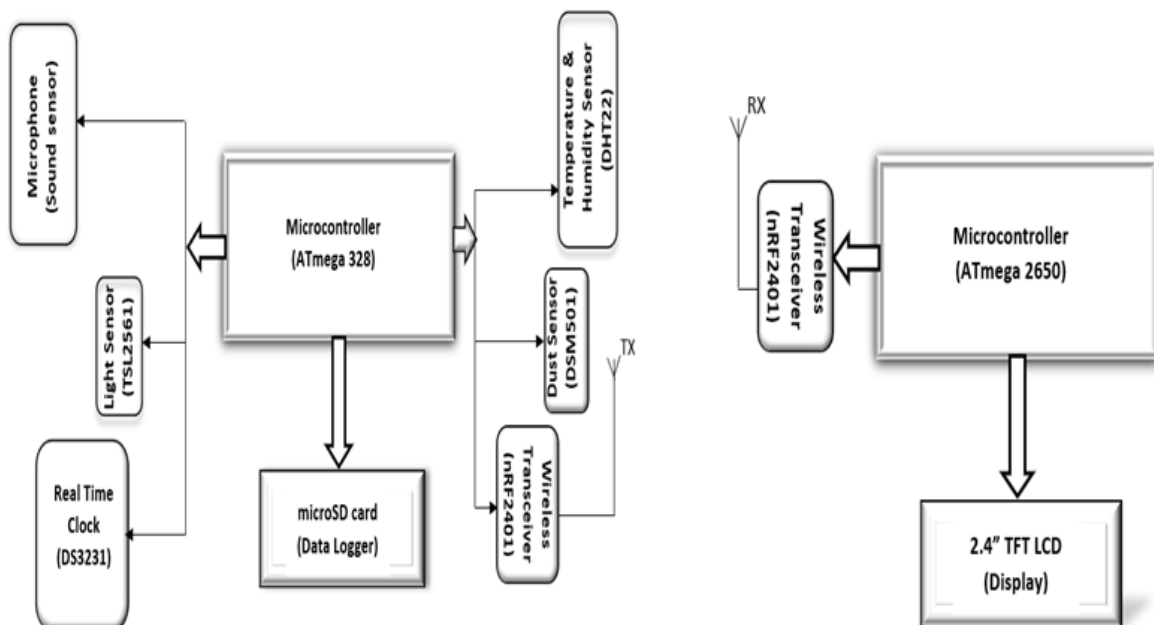 Microphone
(Sound sensor)
Light Sensor
(TSL2561)
Real Time
Clock
(DS3231)
Microcontroller
(ATmega 328)
microSD card
(Data Logger)
Temperature &
Humidity Sensor
(DHT22)
Dust Sensor
(DSM501)
Wireless
Transceiver
(nRF2401)
TX
RX
Wireless
Transceiver
(nRF2401)
Microcontroller
(ATmega 2650)
2.4” TFT LCD
(Display)